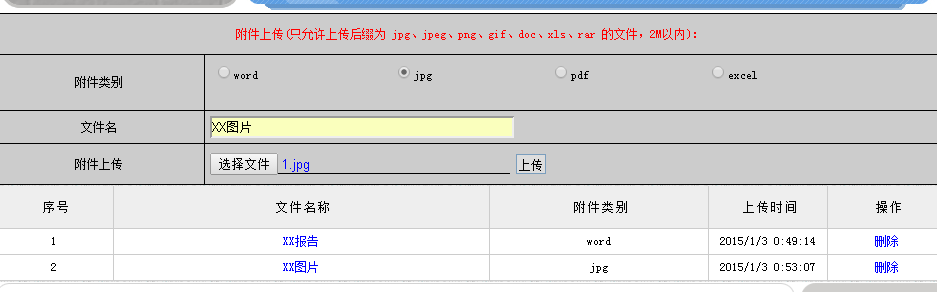 附件上传(只允许上传后缀为 jpg、jpeg、png、gif、doc、xls、rar 的文件，2M以内):
附件类别 word jpg pdf excel
文件名 XX图片
附件上传 选择文件 1.jpg 上传
序号 文件名称 附件类别 上传时间 操作
1 XX报告 word 2015/1/3 0:49:14 删除
2 XX图片 jpg 2015/1/3 0:53:07 删除